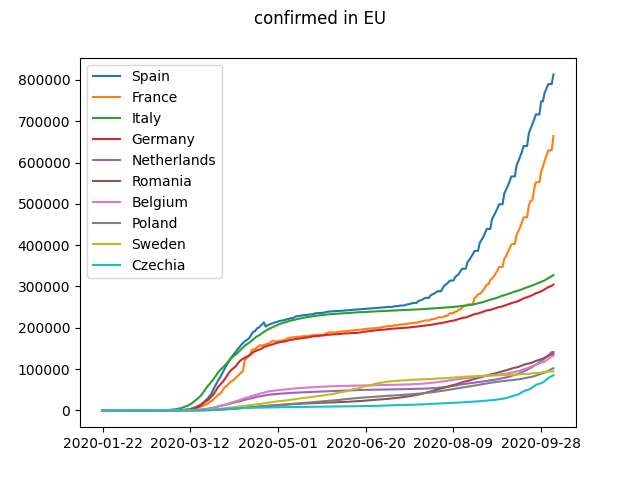 confirmed in EU
800000
700000
600000
500000
400000
300000
200000
100000
0
Spain
France
Italy
Germany
Netherlands
Romania
Belgium
Poland
Sweden
Czechia
2020-01-22 2020-03-12 2020-05-01 2020-06-20 2020-08-09 2020-09-28